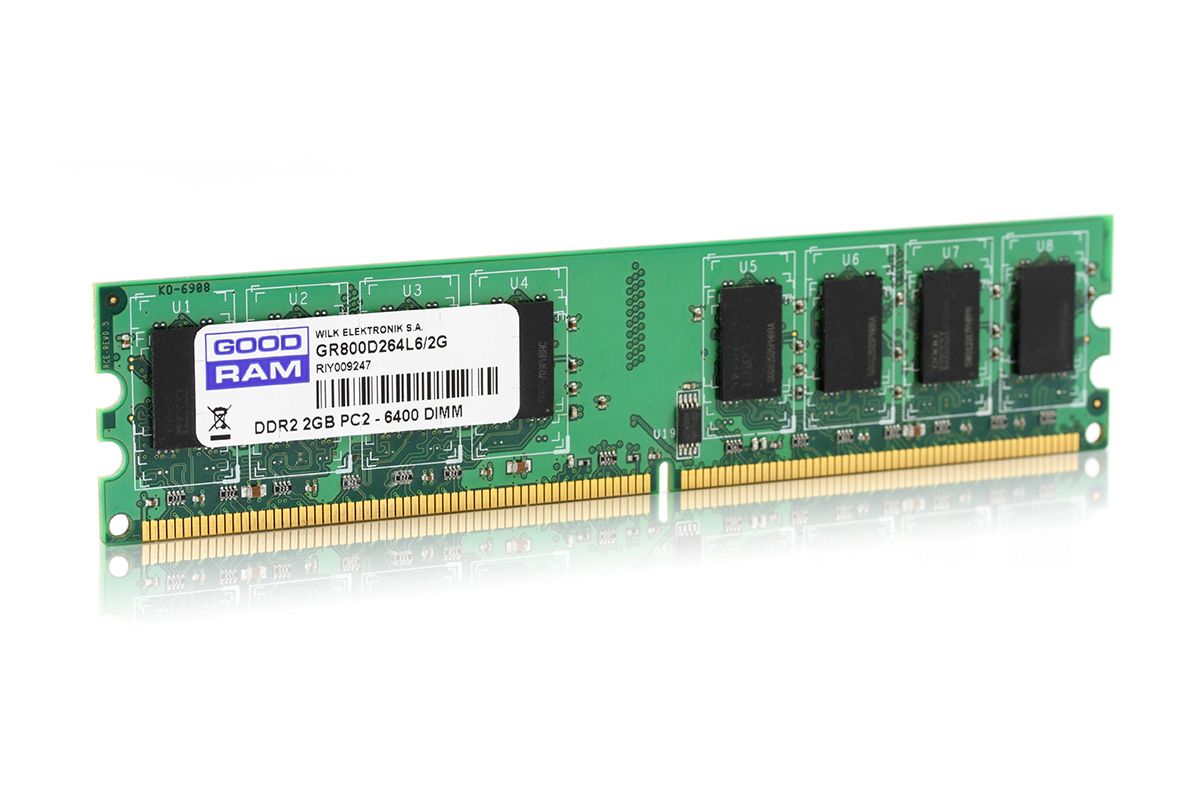 KO-6908
U1
U2
U3
U4
U5
U6
U7
U8
GOOD
RAM
WILK ELEKTRONIK S.A.
GR800D264L6/2G
RIY009247
DDR2 2GB PC2 - 6400 DIMM
U19